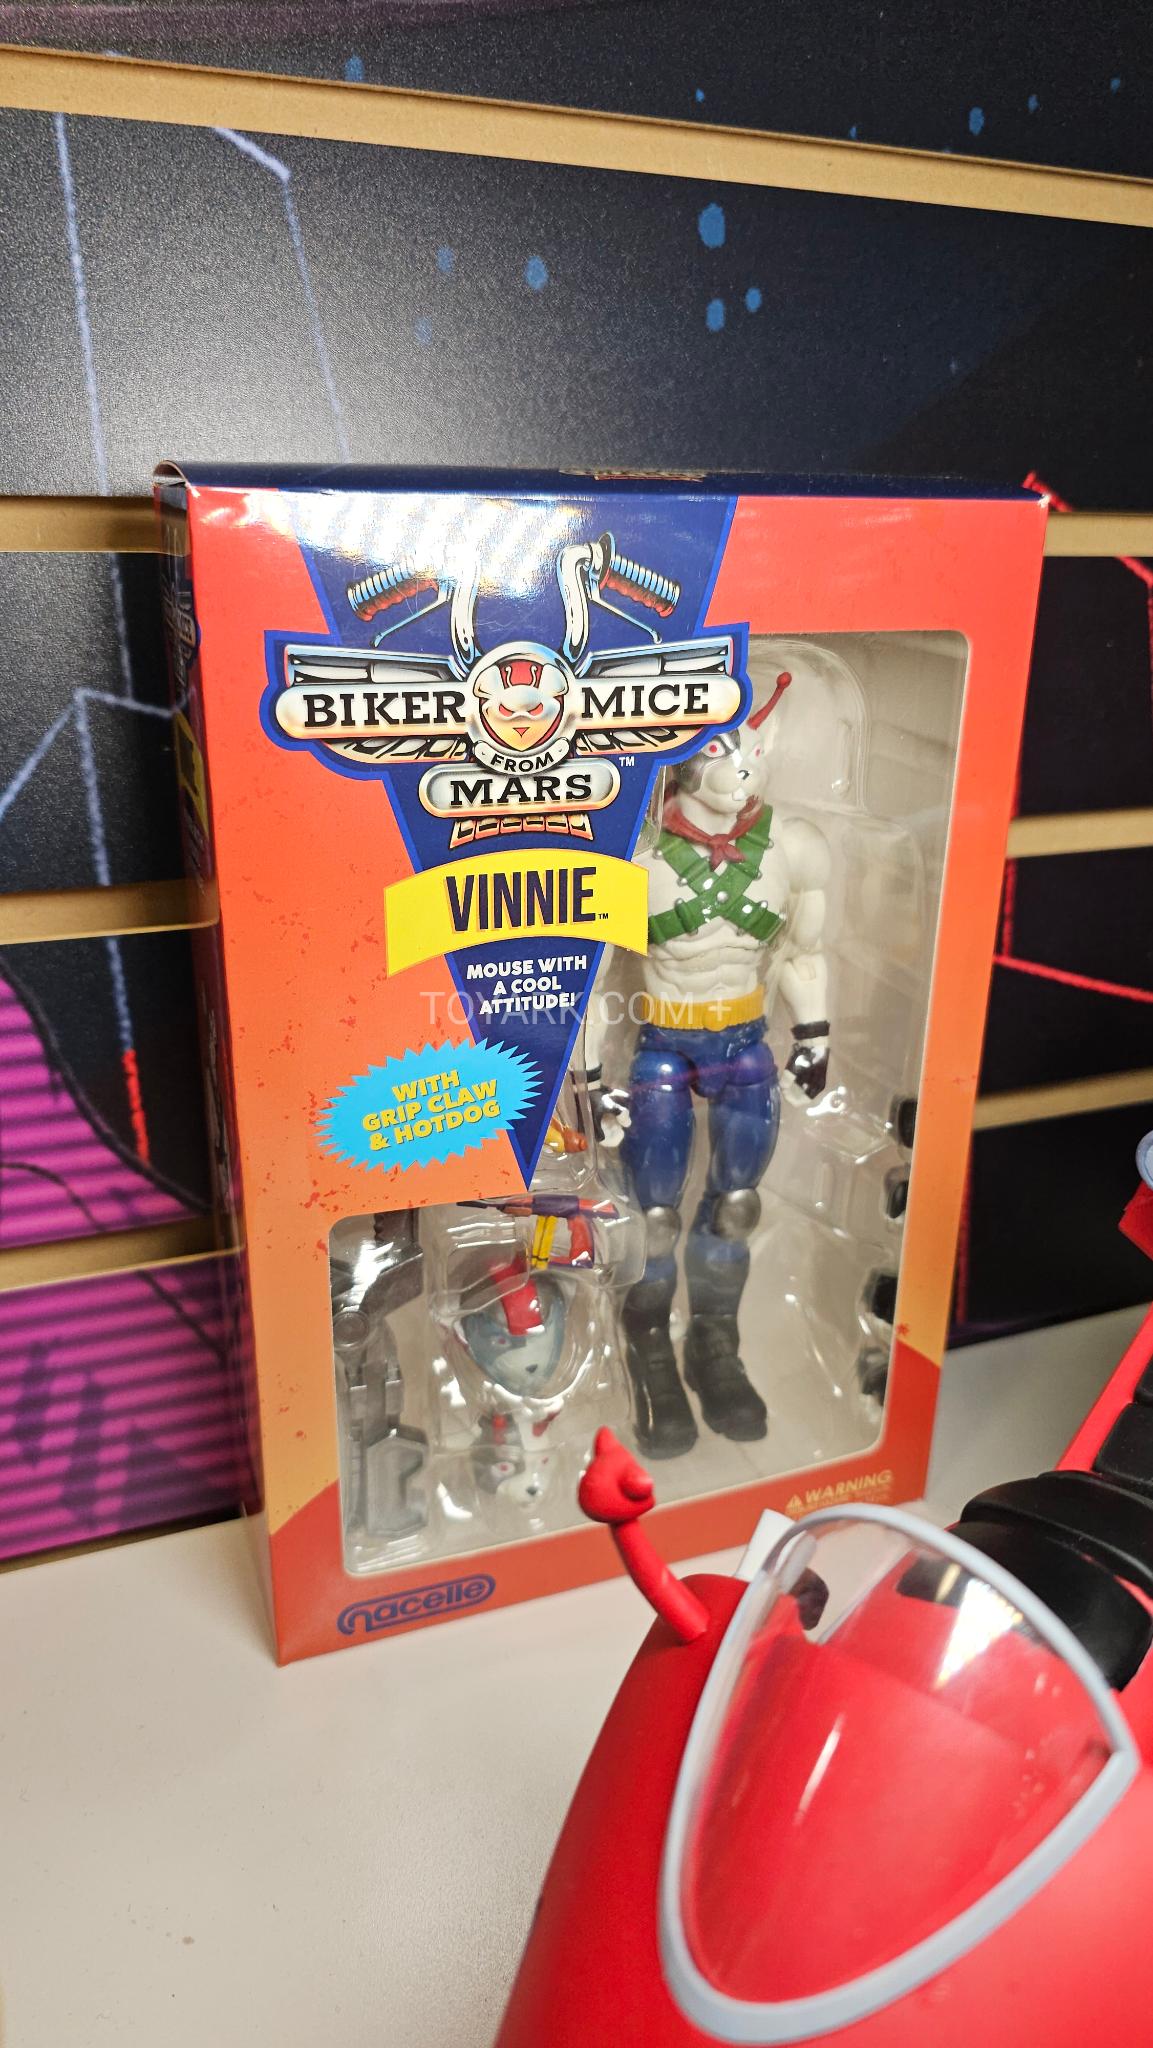 BIKER MICE
FROM
MARS ™
VINNIE™
MOUSE WITH
A COOL
ATTITUDE!
TOYARK.COM +
WITH
GRIP CLAW
& HOTDOG
WARNING
nacelle